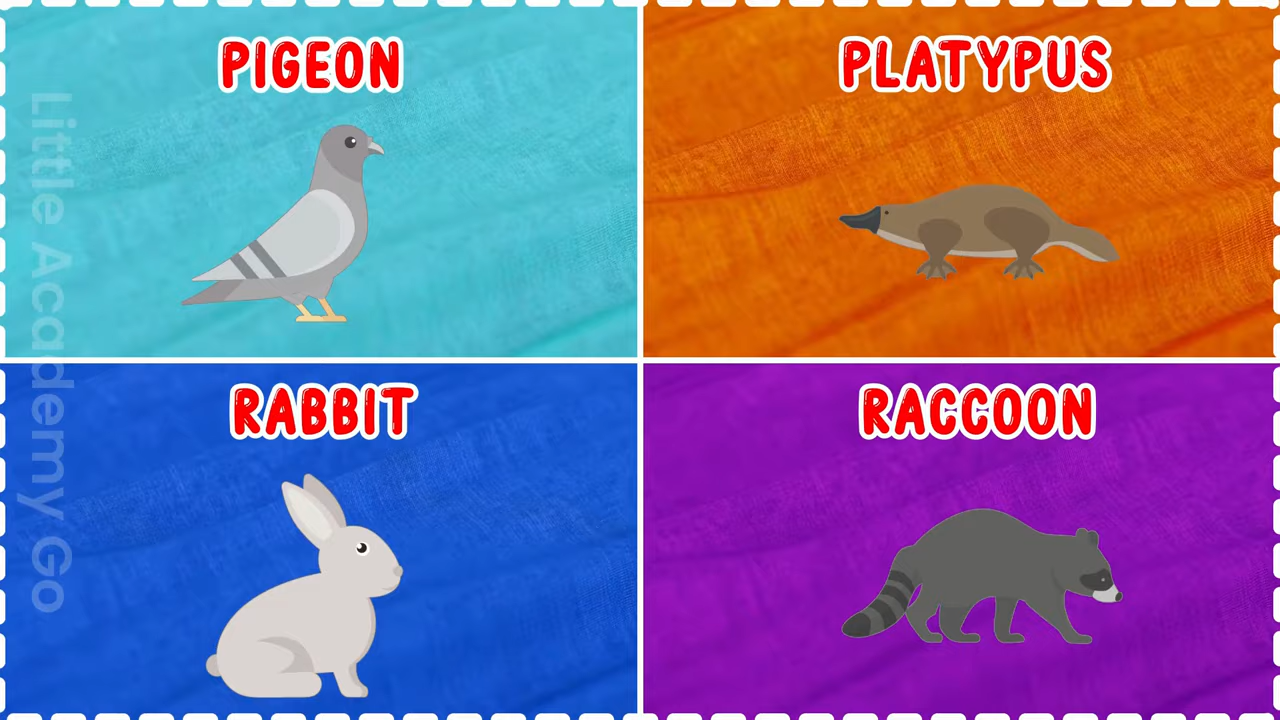 PIGEON
PLATYPUS
RABBIT
RACCOON
Little Academy Go